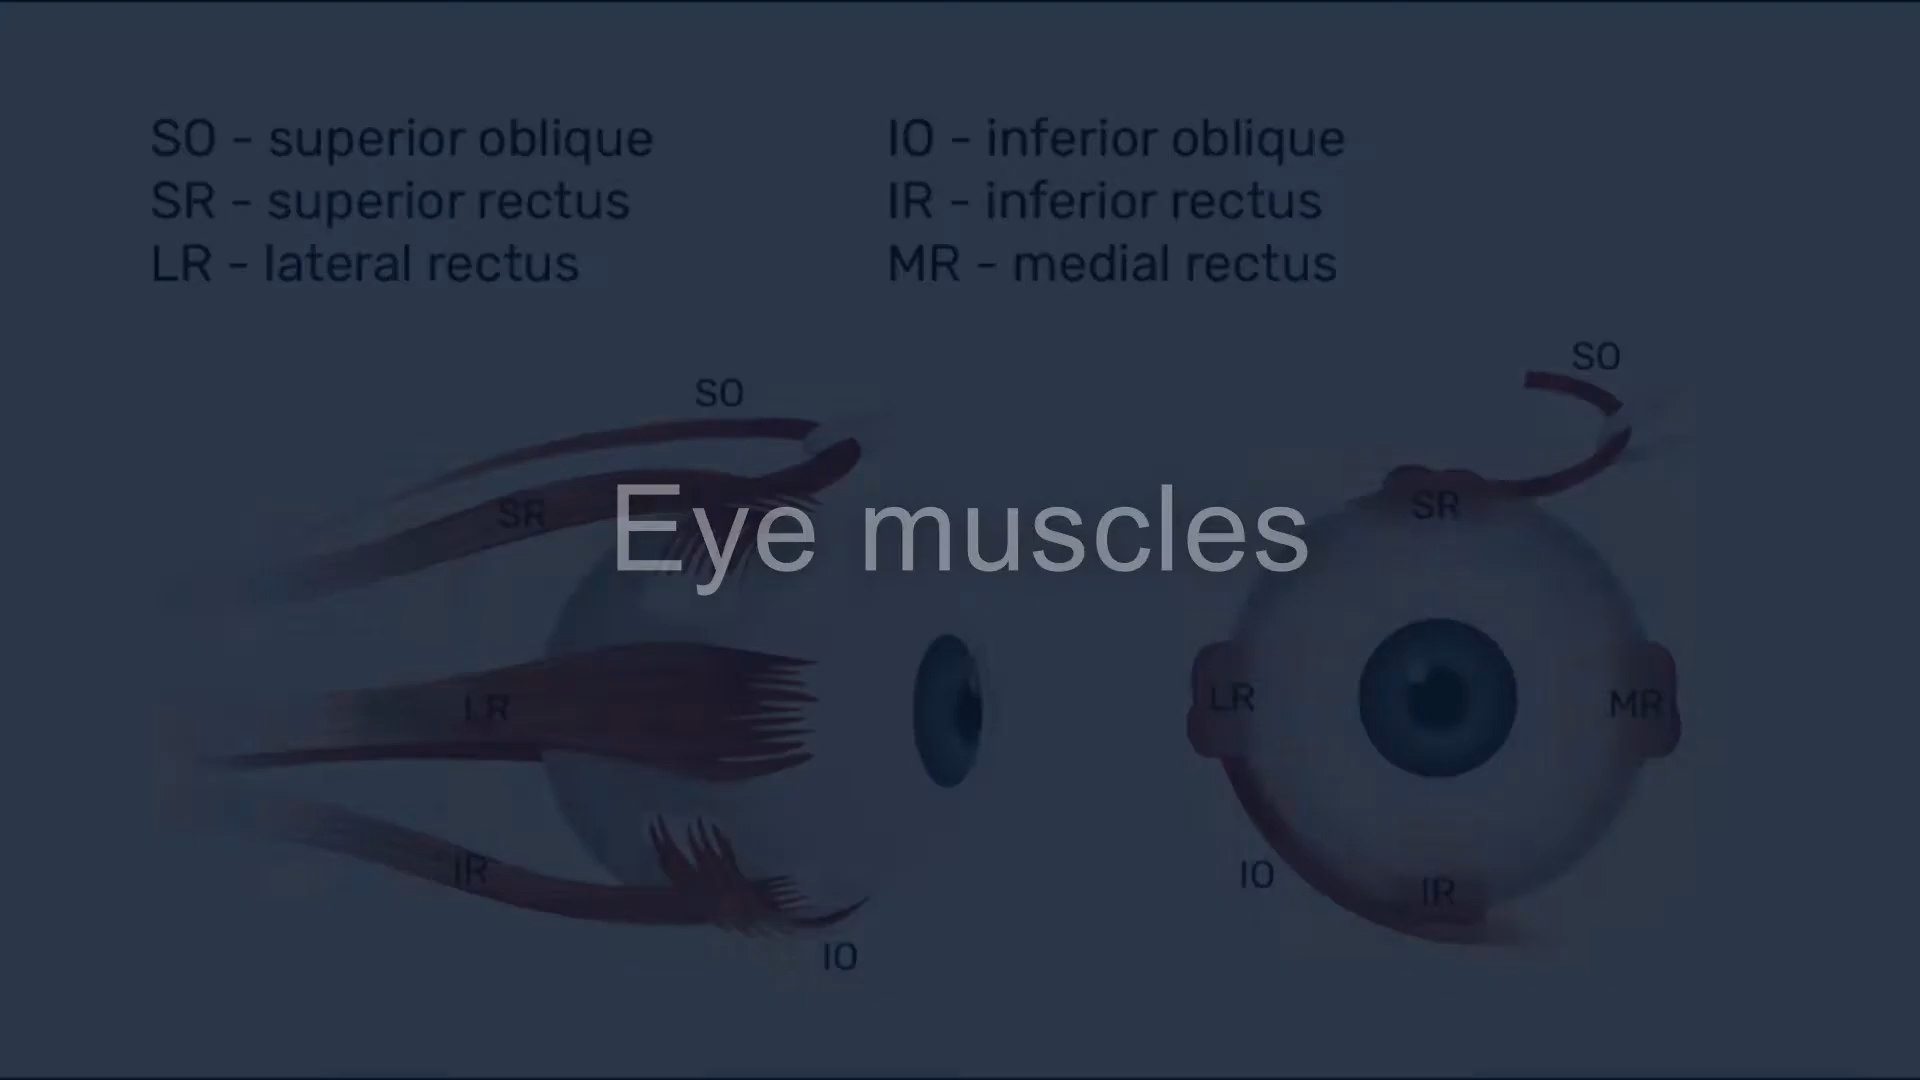 SO - superior oblique
SR - superior rectus
LR - lateral rectus
IO - inferior oblique
IR - inferior rectus
MR - medial rectus
Eye muscles
SO
SR
LR
IR
IO
SO
SR
LR
MR
IO
IR